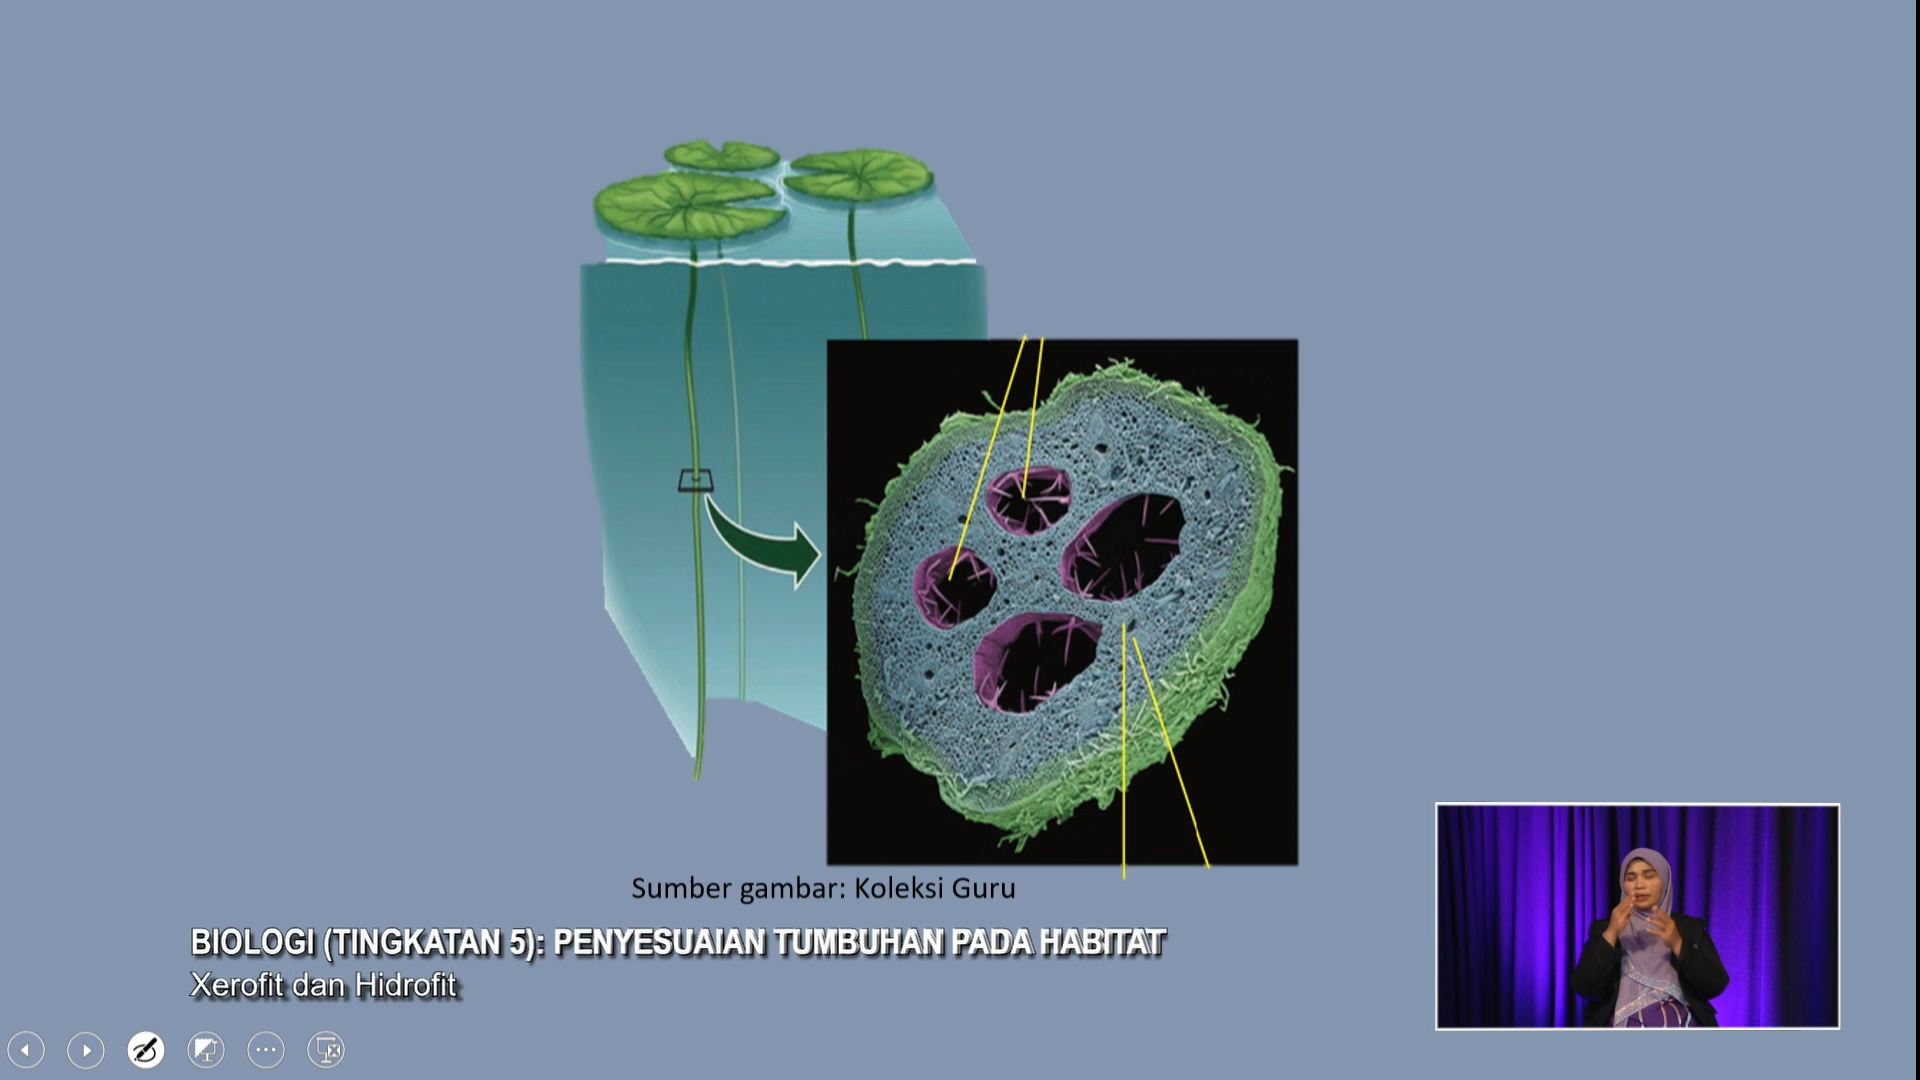 Sumber gambar: Koleksi Guru
BIOLOGI (TINGKATAN 5): PENYESUAIAN TUMBUHAN PADA HABITAT
Xerofit dan Hidrofit